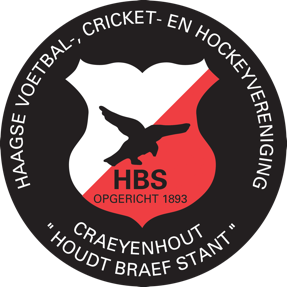 HAAGSE VOETBAL-, CRICKET- EN HOCKEYVERENIGING
HBS
OPGERICHT 1893
CRAEYENHOUT
"HOUDT BRAEF STANT"